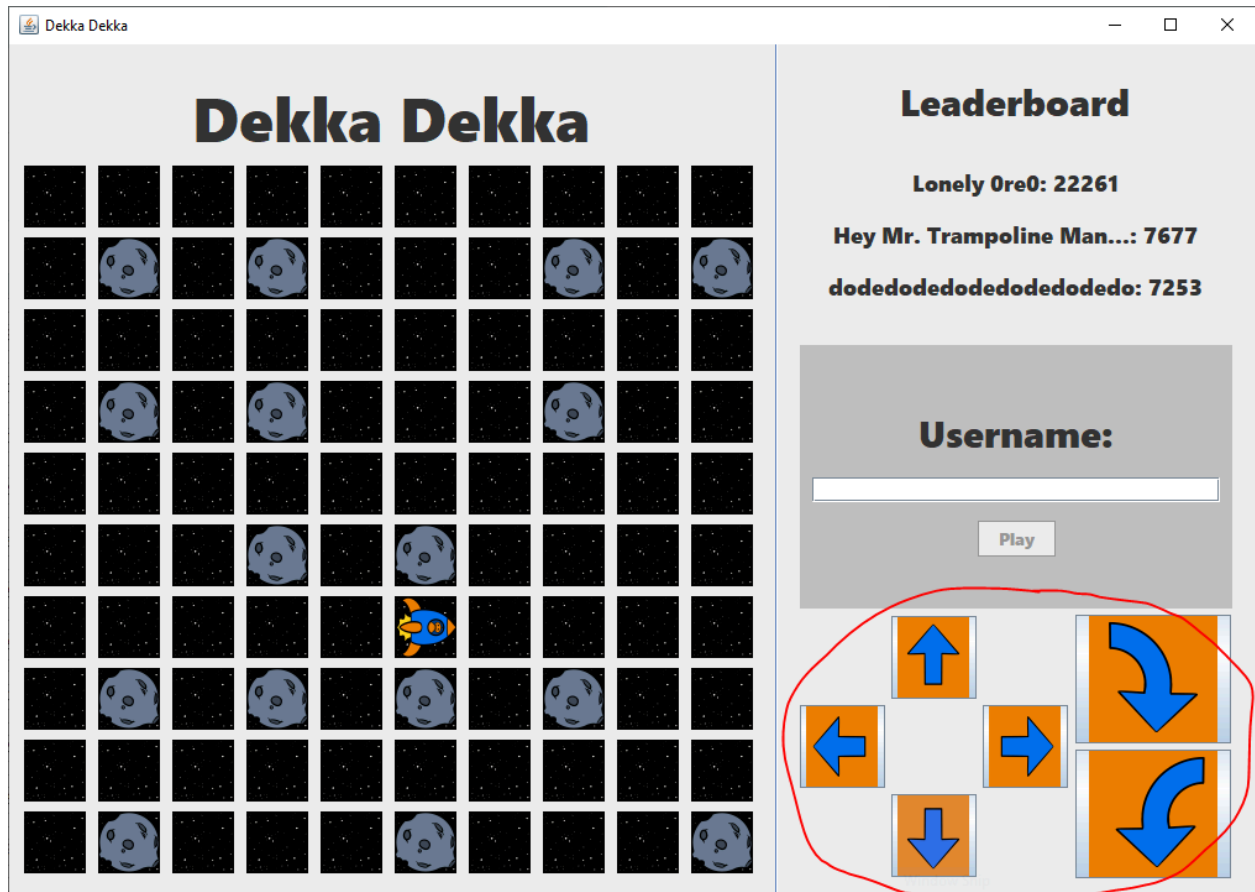 Dekka Dekka
Dekka Dekka
Leaderboard
Lonely 0re0: 22261
Hey Mr. Trampoline Man...: 7677
dodedodedodedodedodedo: 7253
Username:
Play